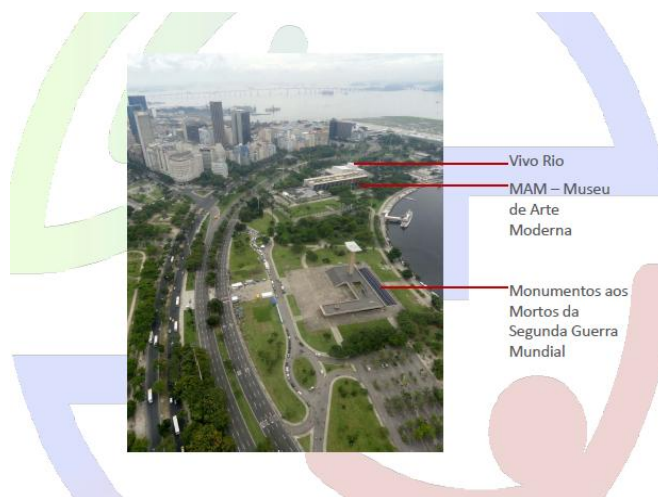 Vivo Rio
MAM – Museu
de Arte
Moderna
Monumentos aos
Mortos da
Segunda Guerra
Mundial